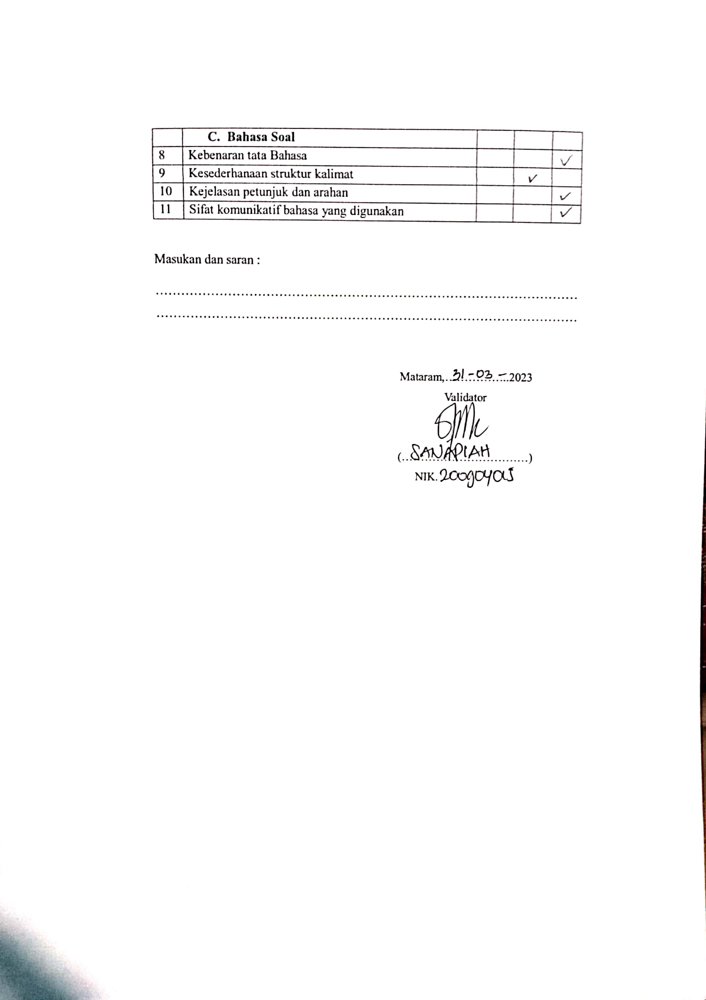 C. Bahasa Soal
8 Kebenaran tata Bahasa ✓
9 Kesederhanaan struktur kalimat ✓
10 Kejelasan petunjuk dan arahan ✓
11 Sifat komunikatif bahasa yang digunakan ✓
Masukan dan saran :
................................................................................
................................................................................
Mataram, 31-03-2023
Validator
(SANAPIAH)
NIK.